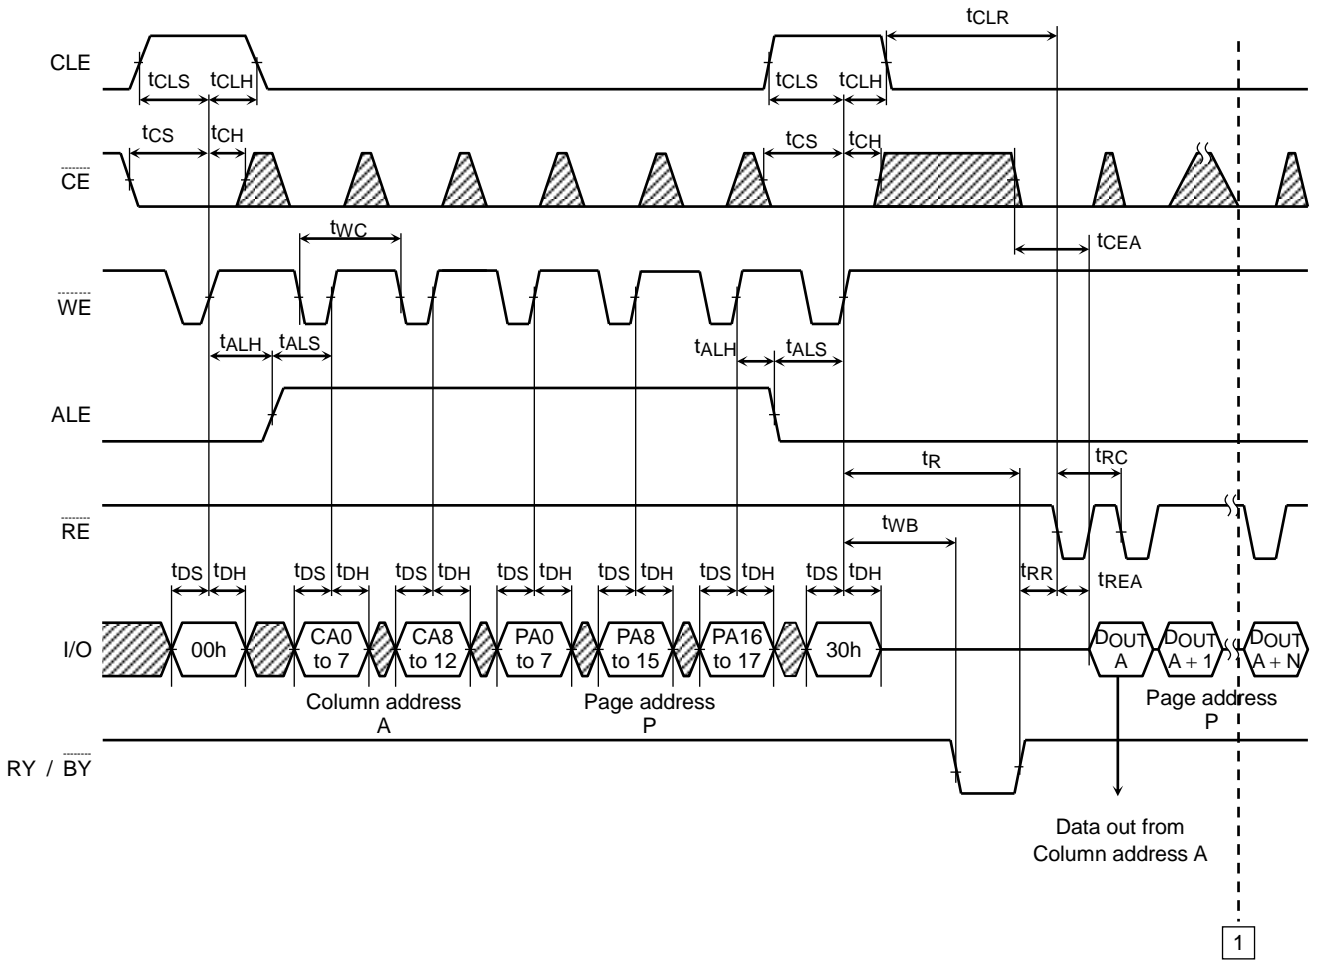 tCLR
CLE
tCLS tCLH tCLS tCLH
tCS tCH tCS tCH
CE
tWC tCEA
WE
tALH tALS tALH tALS
ALE
tR tRC
RE
tWB
tDS tDH tDS tDH tDS tDH tDS tDH tDS tDH tDS tDH tDS tDH tRR tREA
I/O
00h
CA0
to 7
CA8
to 12
PA0
to 7
PA8
to 15
PA16
to 17
30h
DOUT
A
DOUT
A + 1
DOUT
A + N
Column address
A
Page address
P
Page address
P
RY / BY
Data out from
Column address A
1